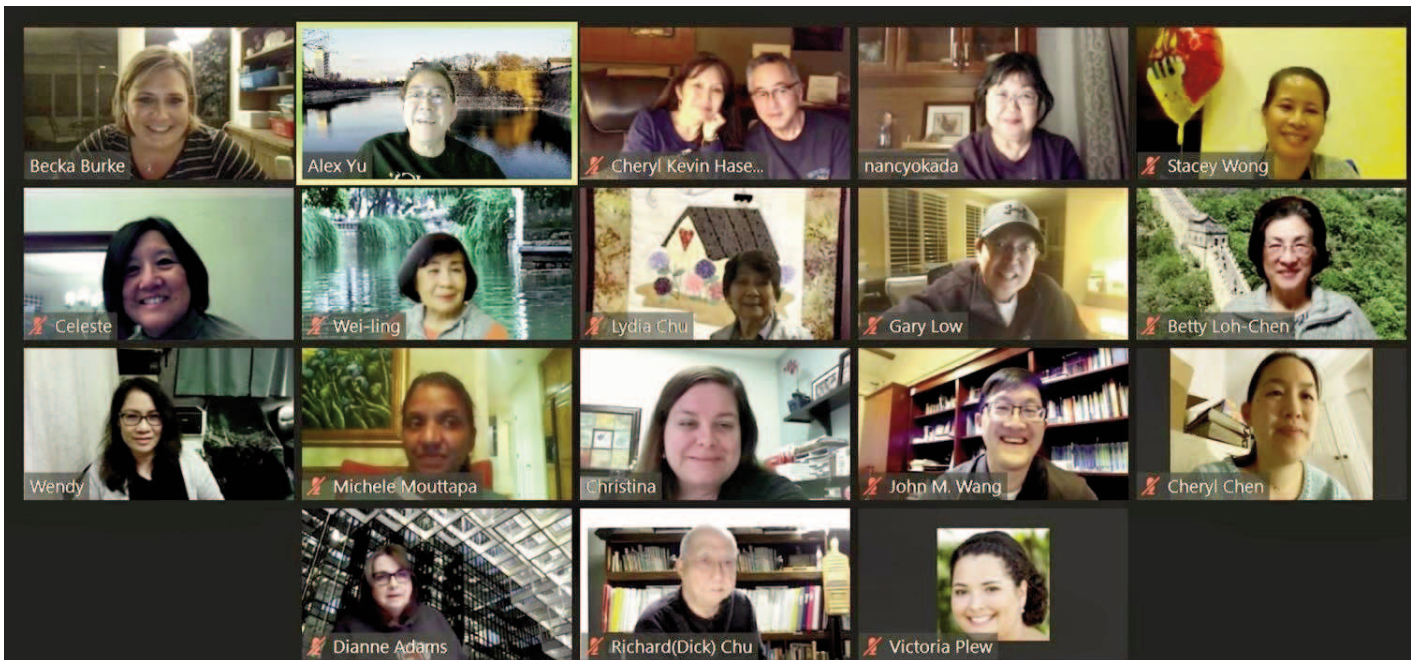 Becka Burke
Alex Yu
Cheryl Kevin Hase...
nancyokada
Stacey Wong
Celeste
Wei-ling
Lydia Chu
Gary Low
Betty Loh-Chen
Wendy
Michele Mouttapa
Christina
John M. Wang
Cheryl Chen
Dianne Adams
Richard(Dick) Chu
Victoria Plew